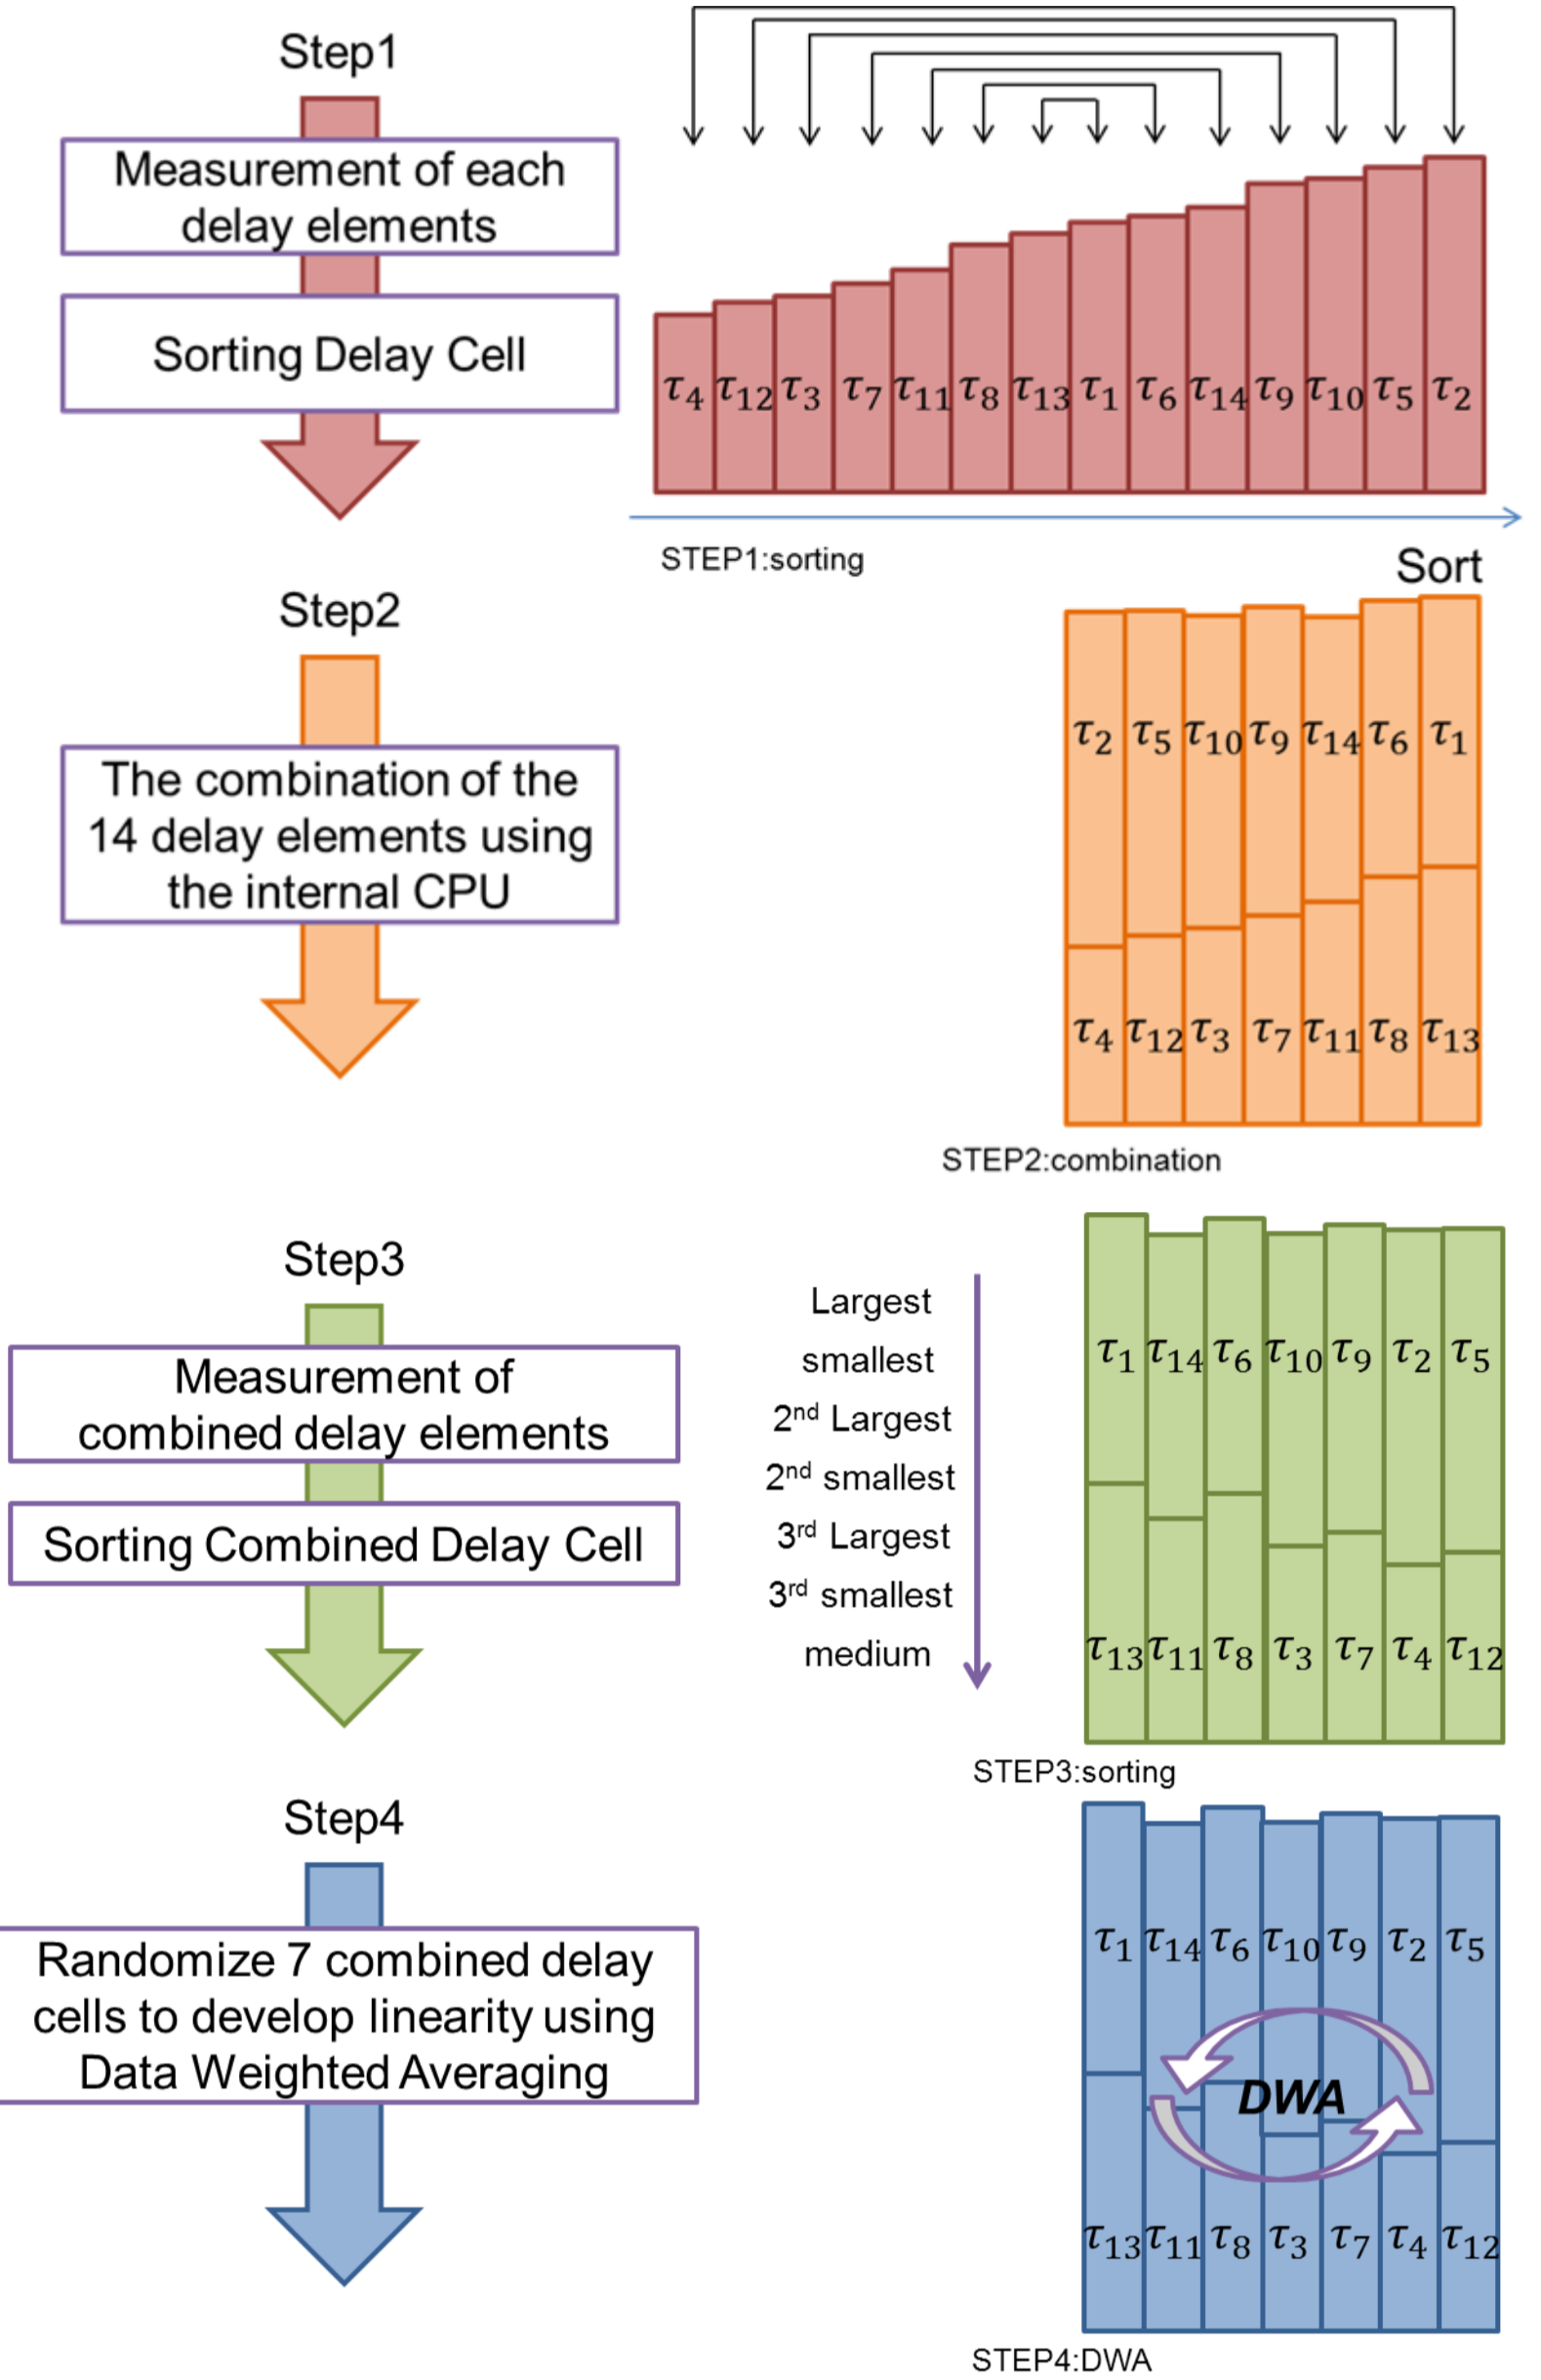 Step1
Measurement of each
delay elements
Sorting Delay Cell
τ4 τ12 τ3 τ7 τ11 τ8 τ13 τ1 τ6 τ14 τ9 τ10 τ5 τ2
STEP1:sorting
Sort
Step2
The combination of the
14 delay elements using
the internal CPU
τ2 τ5 τ10 τ9 τ14 τ6 τ1
τ4 τ12 τ3 τ7 τ11 τ8 τ13
STEP2:combination
Step3
Measurement of
combined delay elements
Sorting Combined Delay Cell
Largest
smallest
2nd Largest
2nd smallest
3rd Largest
3rd smallest
medium
τ1 τ14 τ6 τ10 τ9 τ2 τ5
τ13 τ11 τ8 τ3 τ7 τ4 τ12
STEP3:sorting
Step4
Randomize 7 combined delay
cells to develop linearity using
Data Weighted Averaging
τ1 τ14 τ6 τ10 τ9 τ2 τ5
DWA
τ13 τ11 τ8 τ3 τ7 τ4 τ12
STEP4:DWA